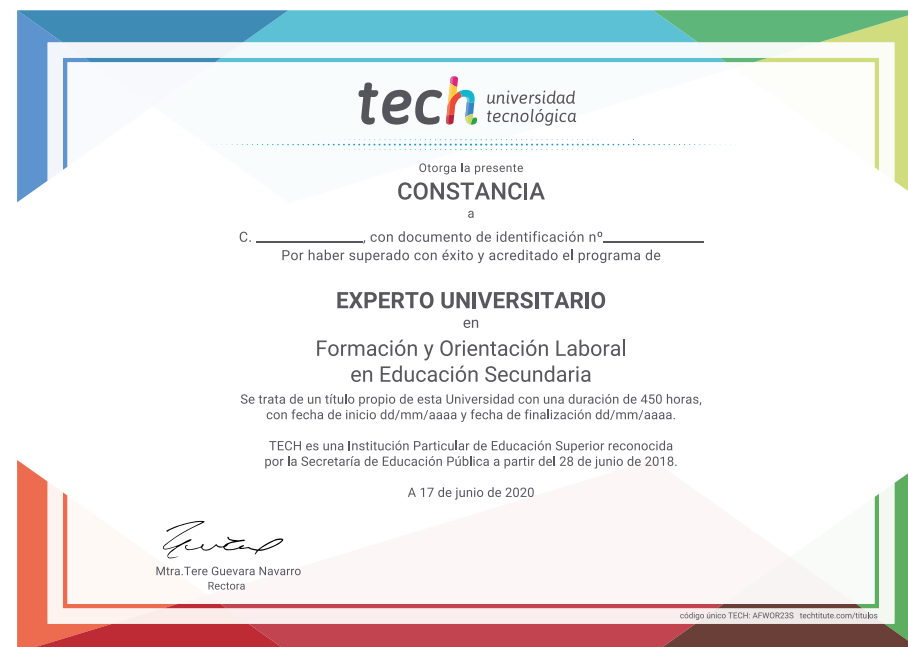 tech universidad
tecnológica
Otorga la presente
CONSTANCIA
a
C. ____________, con documento de identificación nº____________
Por haber superado con éxito y acreditado el programa de
EXPERTO UNIVERSITARIO
en
Formación y Orientación Laboral
en Educación Secundaria
Se trata de un título propio de esta Universidad con una duración de 450 horas,
con fecha de inicio dd/mm/aaaa y fecha de finalización dd/mm/aaaa.
TECH es una Institución Particular de Educación Superior reconocida
por la Secretaría de Educación Pública a partir del 28 de junio de 2018.
A 17 de junio de 2020
Mtra.Tere Guevara Navarro
Rectora
código único TECH: AFWOR23S techtitute.com/titulos